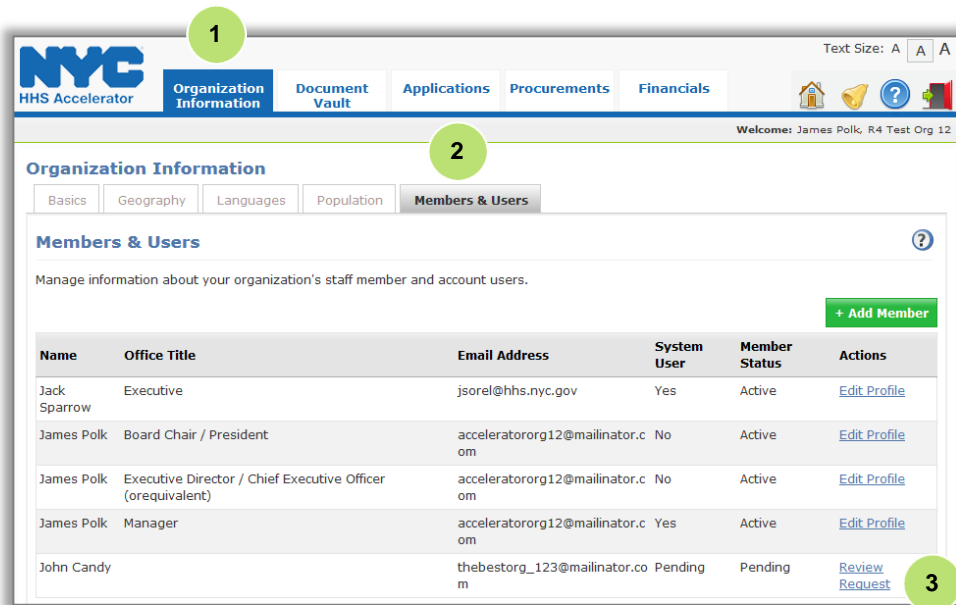 1
Text Size: A A A
NYC
HHS Accelerator
Organization Information
Document Vault
Applications
Procurements
Financials
?
Welcome: James Polk, R4 Test Org 12
2
Organization Information
Basics Geography Languages Population Members & Users
Members & Users
?
Manage information about your organization's staff member and account users.
+ Add Member
Name Office Title Email Address System User Member Status Actions
Jack Sparrow Executive jsorel@hhs.nyc.gov Yes Active Edit Profile
James Polk Board Chair / President acceleratororg12@mailinator.c No Active Edit Profile
om
James Polk Executive Director / Chief Executive Officer acceleratororg12@mailinator.c No Active Edit Profile
(orequivalent) om
James Polk Manager acceleratororg12@mailinator.c Yes Active Edit Profile
om
John Candy thebestorg_123@mailinator.co Pending Pending Review
m Request
3